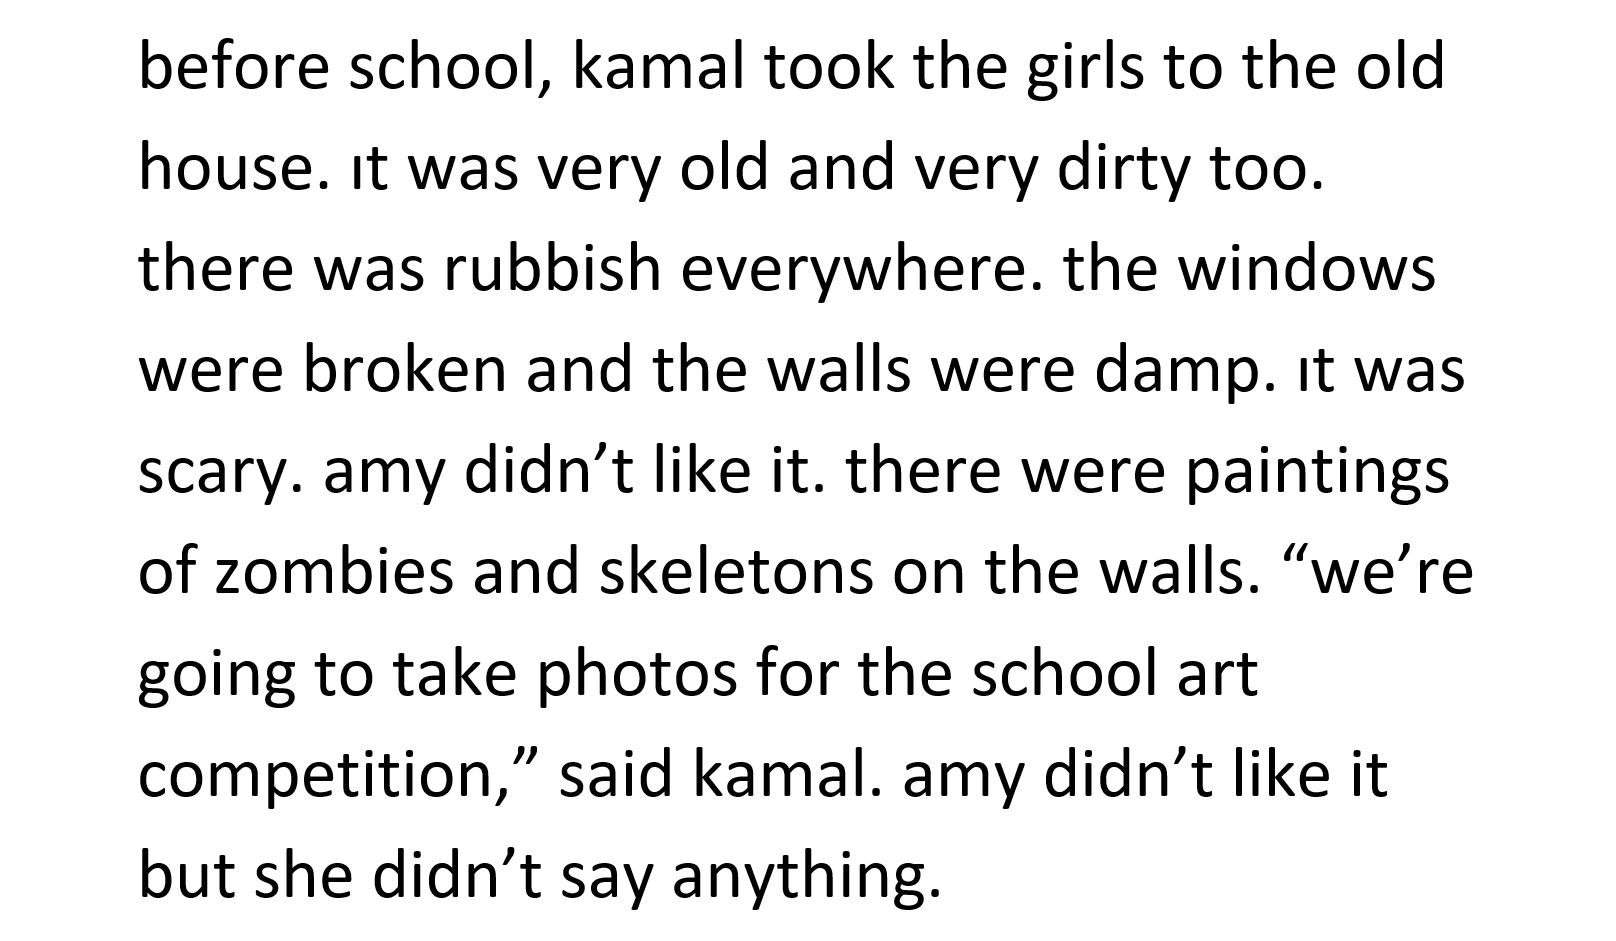 before school, kamal took the girls to the old
house. ıt was very old and very dirty too.
there was rubbish everywhere. the windows
were broken and the walls were damp. ıt was
scary. amy didn’t like it. there were paintings
of zombies and skeletons on the walls. “we’re
going to take photos for the school art
competition,” said kamal. amy didn’t like it
but she didn’t say anything.